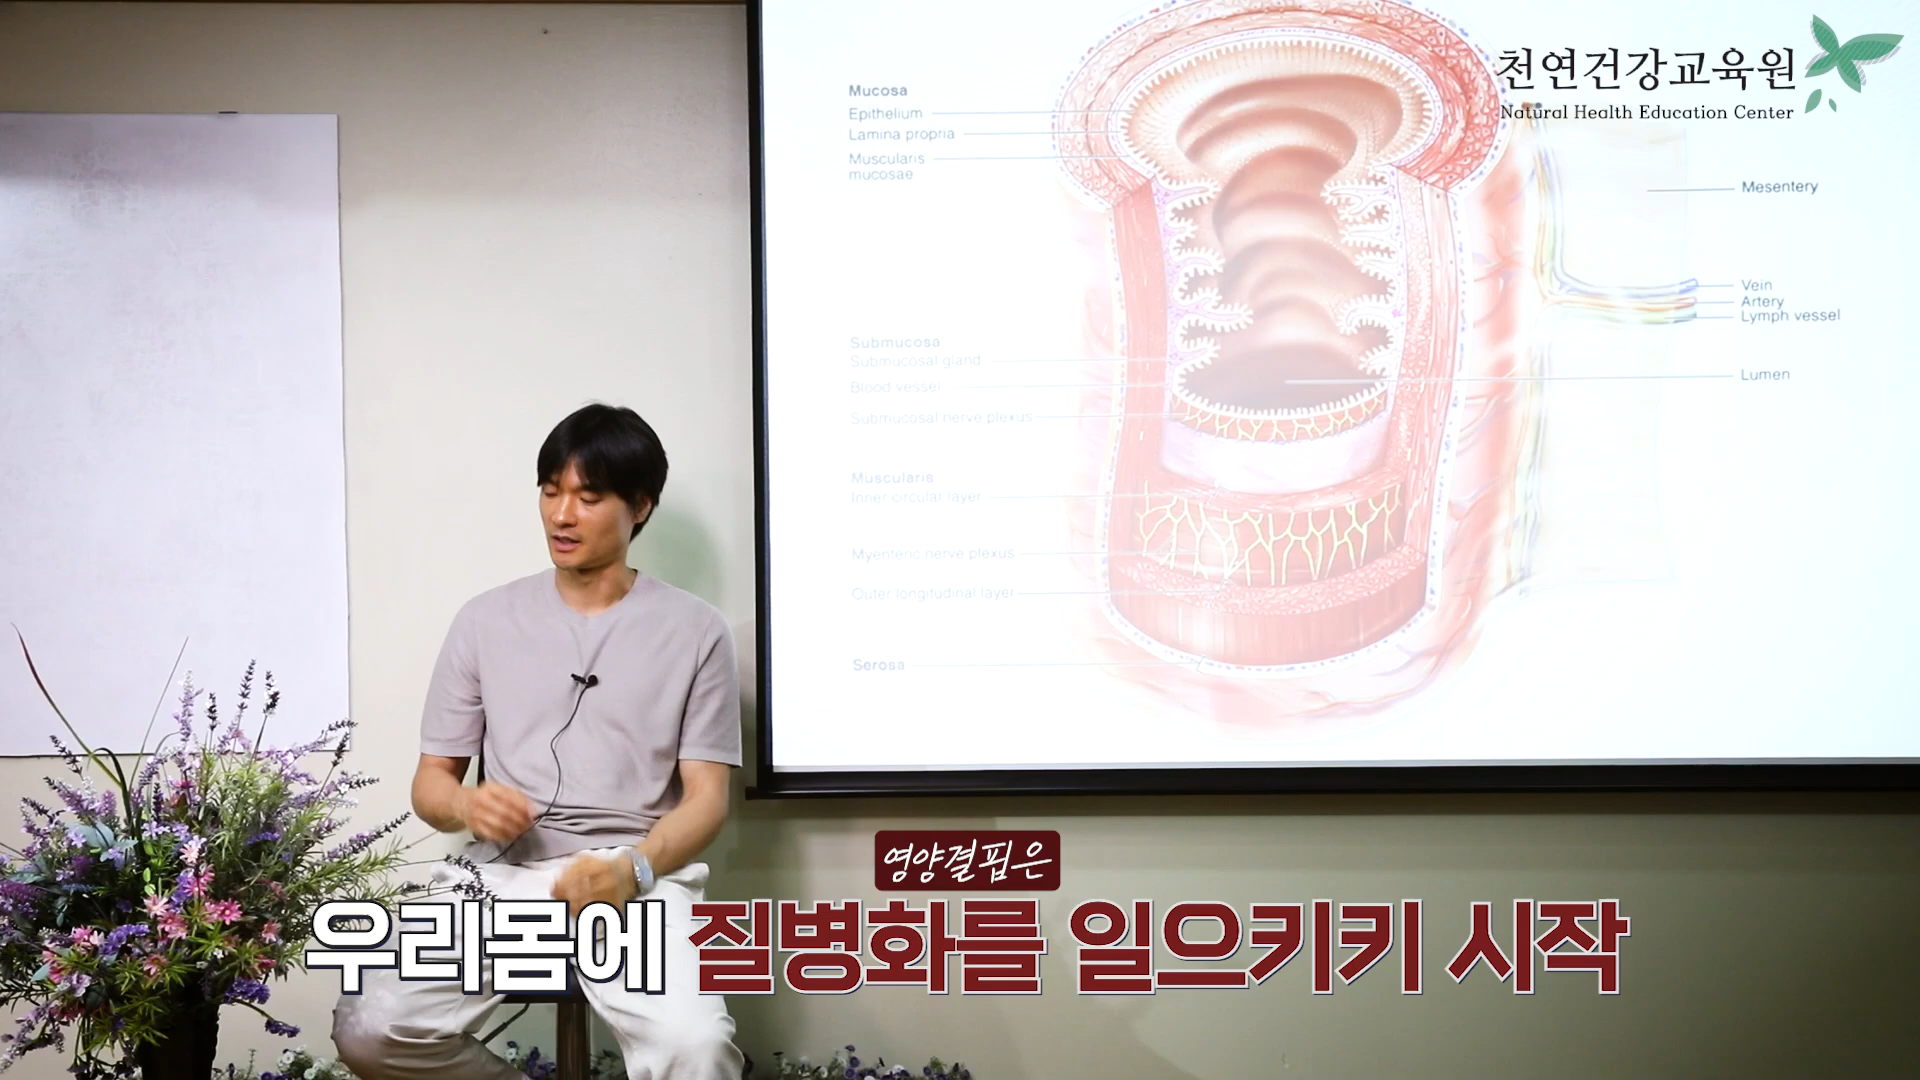 천연건강교육원
Natural Health Education Center
Mucosa
Epithelium
Lamina propria
Muscularis
mucosae
Submucosa
Submucosal gland
Blood vessel
Submucosal nerve plexus
Muscularis
Inner circular layer
Myenteric nerve plexus
Outer longitudinal layer
Serosa
Mesentery
Vein
Artery
Lymph vessel
Lumen
영양결핍은
우리몸에 질병화를 일으키키 시작